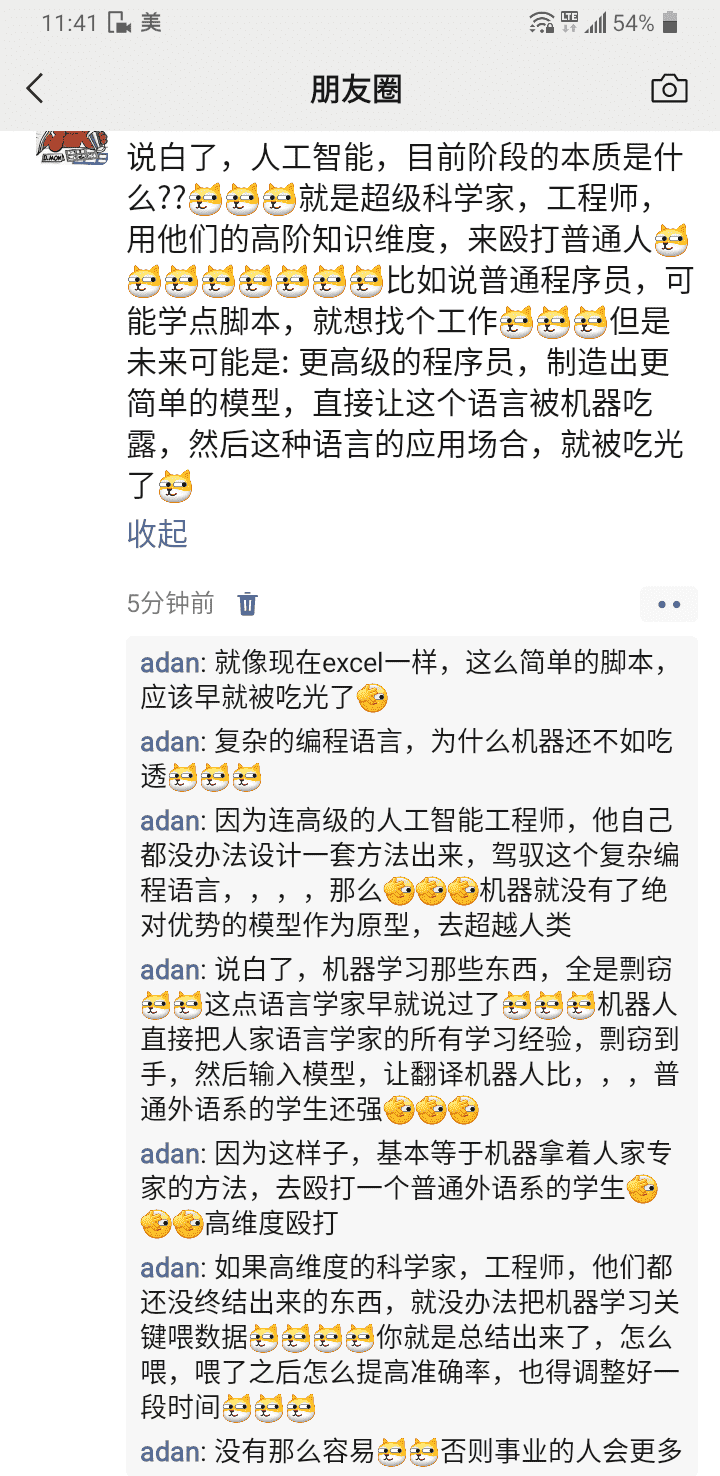 11:41 美 LTE 54%
朋友圈
说白了，人工智能，目前阶段的本质是什
么??就是超级科学家，工程师，
用他们的高阶知识维度，来殴打普通人
比如说普通程序员，可
能学点脚本，就想找个工作但是
未来可能是: 更高级的程序员，制造出更
简单的模型，直接让这个语言被机器吃
露，然后这种语言的应用场合，就被吃光
了
收起
5分钟前
adan: 就像现在excel一样，这么简单的脚本，
应该早就被吃光了
adan: 复杂的编程语言，为什么机器还不如吃
透
adan: 因为连高级的人工智能工程师，他自己
都没办法设计一套方法出来，驾驭这个复杂编
程语言，，，，那么机器就没有了绝
对优势的模型作为原型，去超越人类
adan: 说白了，机器学习那些东西，全是剽窃
这点语言学家早就说过了机器人
直接把人家语言学家的所有学习经验，剽窃到
手，然后输入模型，让翻译机器人比，，，普
通外语系的学生还强
adan: 因为这样子，基本等于机器拿着人家专
家的方法，去殴打一个普通外语系的学生
高维度殴打
adan: 如果高维度的科学家，工程师，他们都
还没终结出来的东西，就没办法把机器学习关
键喂数据你就是总结出来了，怎么
喂，喂了之后怎么提高准确率，也得调整好一
段时间
adan: 没有那么容易否则事业的人会更多